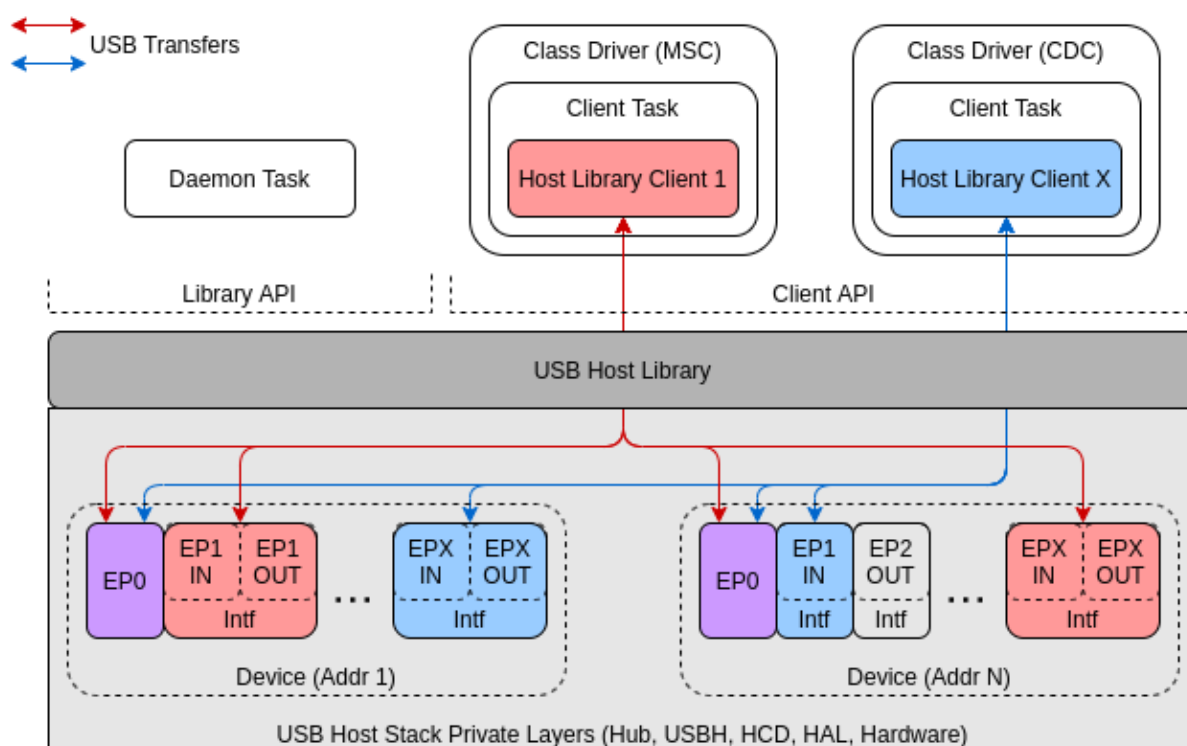 USB Transfers
Class Driver (MSC)
Class Driver (CDC)
Client Task
Client Task
Daemon Task
Host Library Client 1
Host Library Client X
Library API
Client API
USB Host Library
EP0
EP1
IN
EP1
OUT
Intf
...
EPX
IN
EPX
OUT
Intf
Device (Addr 1)
EP0
EP1
IN
Intf
EP2
OUT
Intf
...
EPX
IN
EPX
OUT
Intf
Device (Addr N)
USB Host Stack Private Layers (Hub, USBH, HCD, HAL, Hardware)